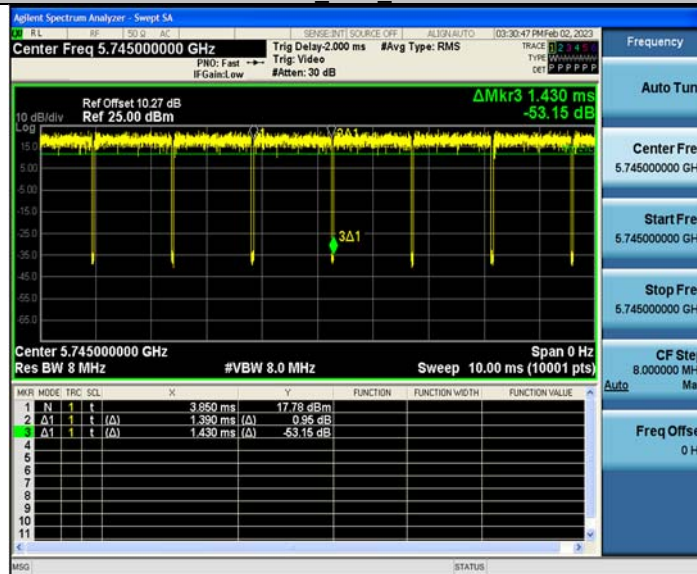 Agilent Spectrum Analyzer - Swept SA
RL RF 50 Ω AC SENSE:INT SOURCE OFF ALIGNAUTO 03:30:47 PM Feb 02, 2023
Center Freq 5.745000000 GHz
PNO: Fast
IFGain:Low
Trig Delay-2.000 ms
Trig: Video
#Atten: 30 dB
#Avg Type: RMS
TRACE 1 2 3 4 5 6
TYPE
DET P P P P P P
Frequency
Auto Tun
Ref Offset 10.27 dB
10 dB/div Ref 25.00 dBm
Log
ΔMkr3 1.430 ms
-53.15 dB
15.0
5.00
-5.00
-15.0
-25.0
-35.0
-45.0
-55.0
-65.0
2Δ1
3Δ1
Center Fre
5.745000000 GH
Start Fre
5.745000000 GH
Stop Fre
5.745000000 GH
CF Ste
8.000000 MH
Auto Ma
Freq Offse
0 H
Center 5.745000000 GHz Span 0 Hz
Res BW 8 MHz #VBW 8.0 MHz Sweep 10.00 ms (10001 pts)
MKR MODE TRC SCL X Y FUNCTION FUNCTION WIDTH FUNCTION VALUE
1 N 1 t 3.850 ms 17.78 dBm
2 Δ1 1 t (Δ) 1.390 ms (Δ) 0.95 dB
3 Δ1 1 t (Δ) 1.430 ms (Δ) -53.15 dB
4
5
6
7
8
9
10
11
MSG STATUS